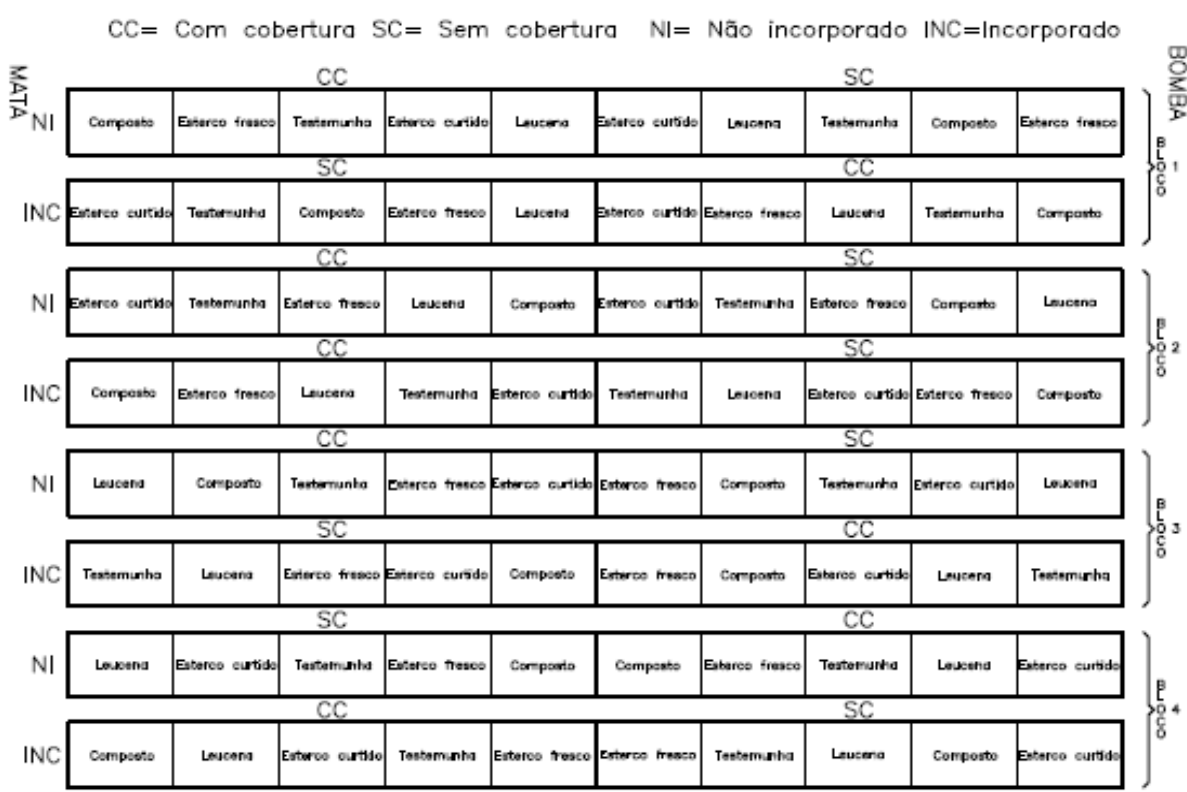 CC= Com cobertura SC= Sem cobertura NI= Não incorporado INC=Incorporado
MATA
BOMBA
CC SC
NI Composto Esterco fresco Testemunha Esterco curtido Leucena Esterco curtido Leucena Testemunha Composto Esterco fresco
BLOCO 1
SC CC
INC Esterco curtido Testemunha Composto Esterco fresco Leucena Esterco curtido Esterco fresco Leucena Testemunha Composto
CC SC
NI Esterco curtido Testemunha Esterco fresco Leucena Composto Esterco curtido Testemunha Esterco fresco Composto Leucena
BLOCO 2
CC SC
INC Composto Esterco fresco Leucena Testemunha Esterco curtido Testemunha Leucena Esterco curtido Esterco fresco Composto
CC SC
NI Leucena Composto Testemunha Esterco fresco Esterco curtido Esterco fresco Composto Testemunha Esterco curtido Leucena
BLOCO 3
SC CC
INC Testemunha Leucena Esterco fresco Esterco curtido Composto Esterco fresco Composto Esterco curtido Leucena Testemunha
SC CC
NI Leucena Esterco curtido Testemunha Esterco fresco Composto Composto Esterco fresco Testemunha Leucena Esterco curtido
BLOCO 4
CC SC
INC Composto Leucena Esterco curtido Testemunha Esterco fresco Esterco fresco Testemunha Leucena Composto Esterco curtido